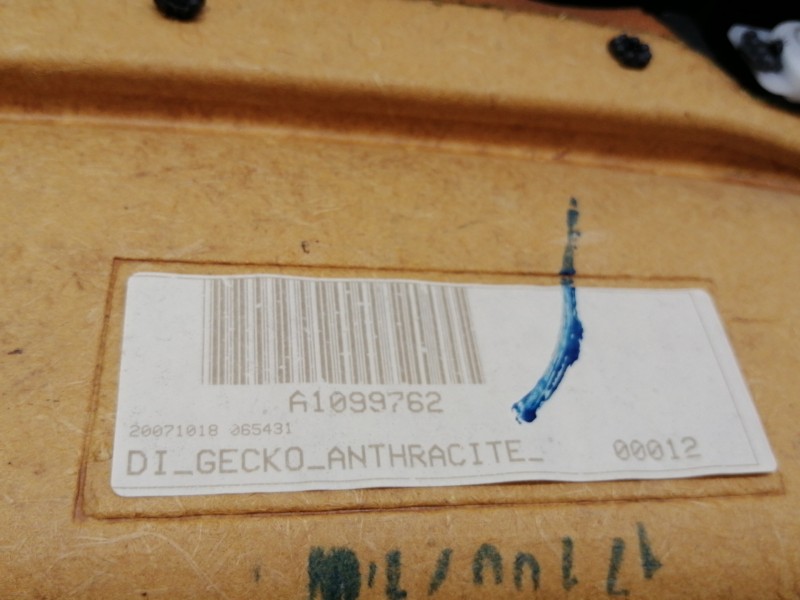 A1099762
20071018 065431
DI_GECKO_ANTHRACITE_ 00012